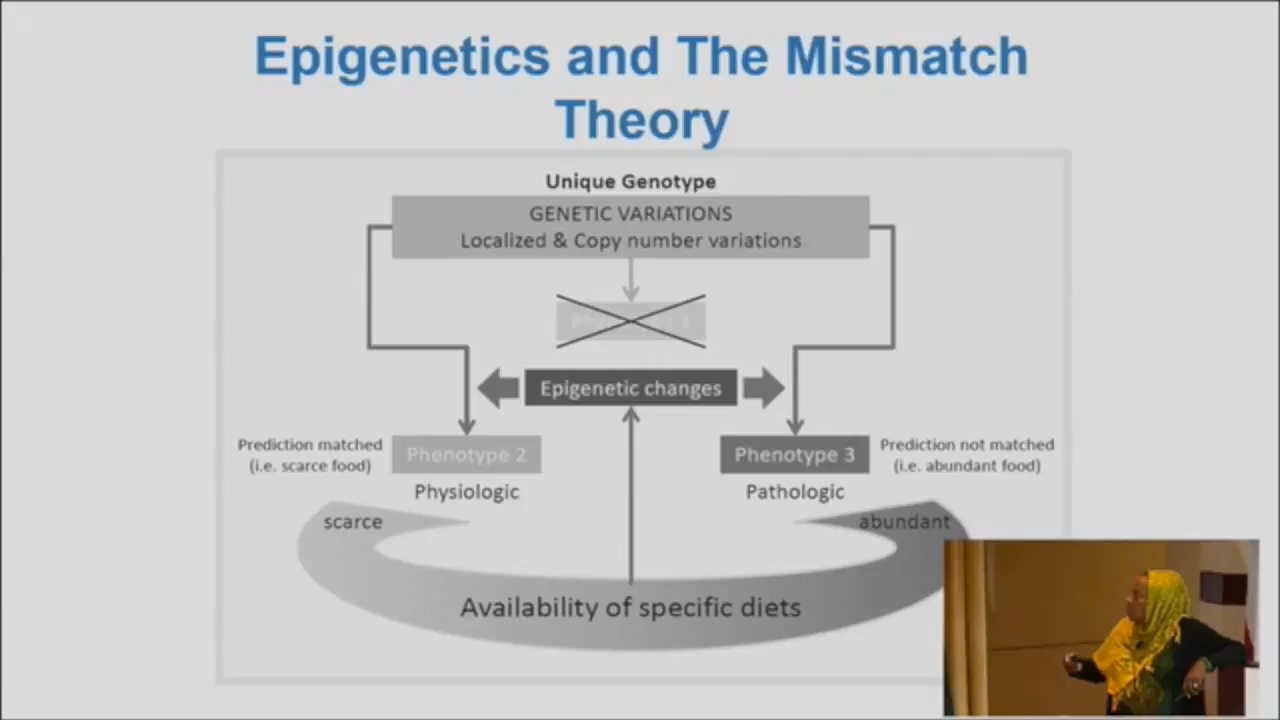 Epigenetics and The Mismatch
Theory
Unique Genotype
GENETIC VARIATIONS
Localized & Copy number variations
Epigenetic changes
Prediction matched
(i.e. scarce food)
Phenotype 2
Phenotype 3
Prediction not matched
(i.e. abundant food)
Physiologic
Pathologic
scarce
abundant
Availability of specific diets